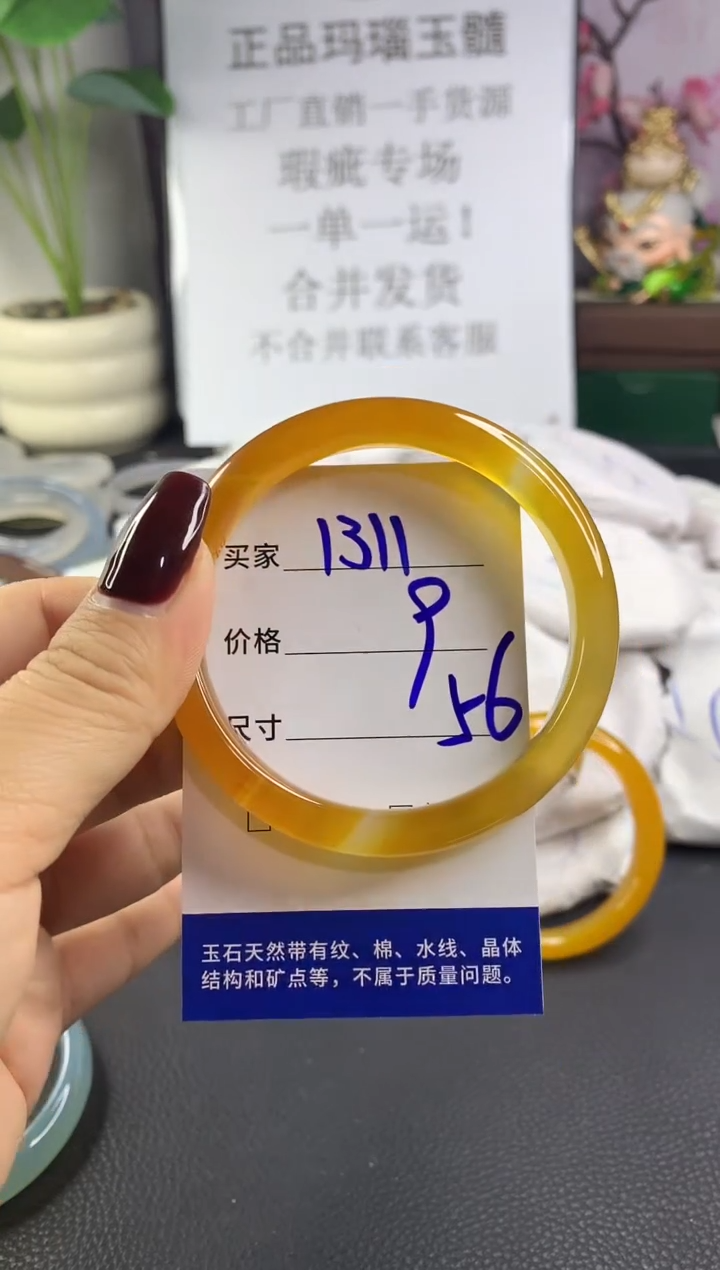 正品玛瑙玉髓
工厂直销一手货源
瑕疵专场
一单一运！
合并发货
不合并联系客服
买家 1311
价格 9
尺寸 56
玉石天然带有纹、棉、水线、晶体
结构和矿点等，不属于质量问题。